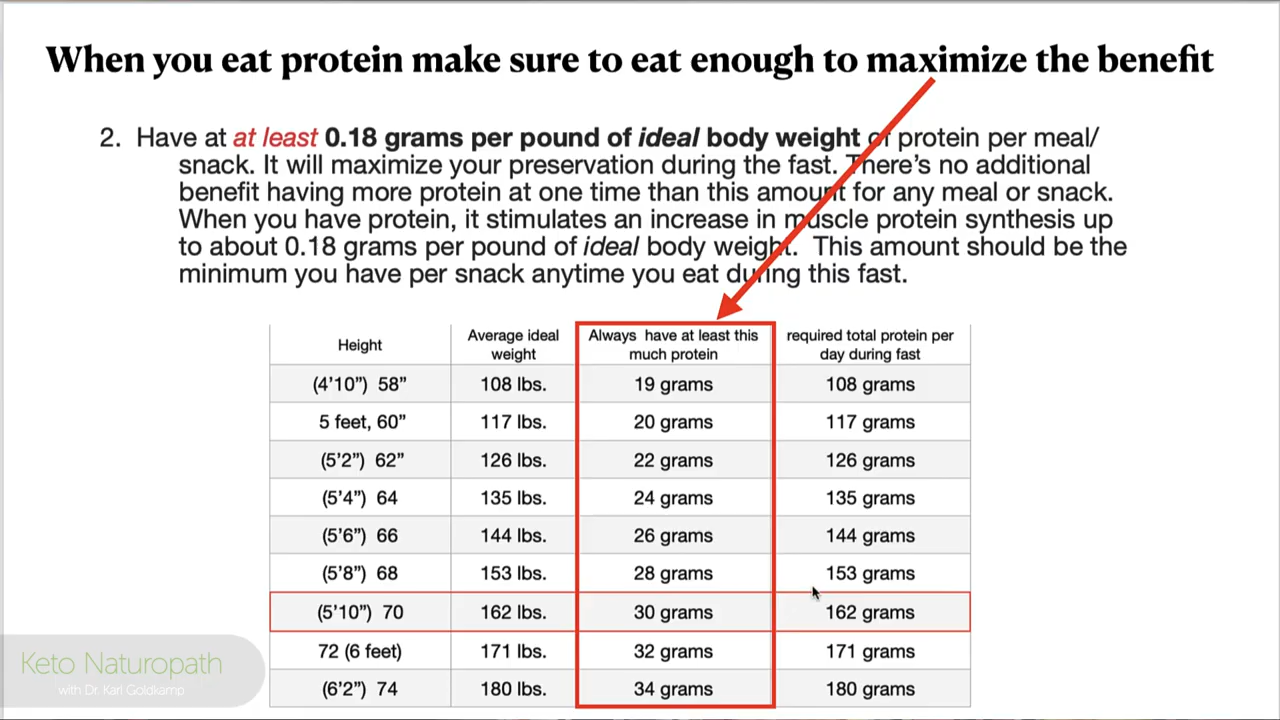 When you eat protein make sure to eat enough to maximize the benefit
2. Have at at least 0.18 grams per pound of ideal body weight of protein per meal/
snack. It will maximize your preservation during the fast. There's no additional
benefit having more protein at one time than this amount for any meal or snack.
When you have protein, it stimulates an increase in muscle protein synthesis up
to about 0.18 grams per pound of ideal body weight. This amount should be the
minimum you have per snack anytime you eat during this fast.
Height Average ideal weight Always have at least this much protein required total protein per day during fast
(4'10”) 58” 108 lbs. 19 grams 108 grams
5 feet, 60” 117 lbs. 20 grams 117 grams
(5'2”) 62” 126 lbs. 22 grams 126 grams
(5'4”) 64 135 lbs. 24 grams 135 grams
(5'6”) 66 144 lbs. 26 grams 144 grams
(5'8”) 68 153 lbs. 28 grams 153 grams
(5'10”) 70 162 lbs. 30 grams 162 grams
72 (6 feet) 171 lbs. 32 grams 171 grams
(6'2”) 74 180 lbs. 34 grams 180 grams
Keto Naturopath
with Dr. Karl Goldkamp